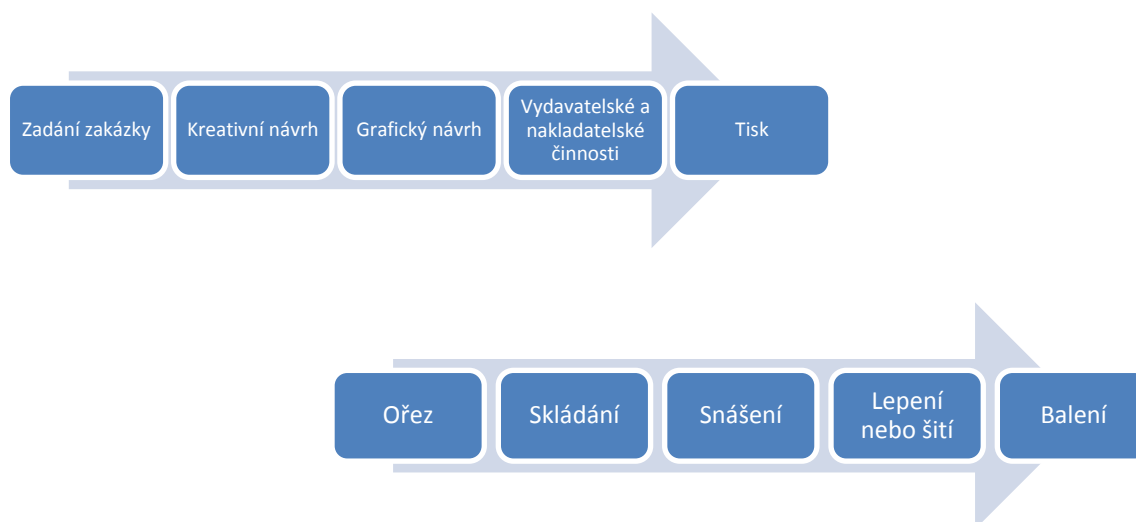 Zadání zakázky
Kreativní návrh
Grafický návrh
Vydavatelské a
nakladatelské
činnosti
Tisk
Ořez
Skládání
Snášení
Lepení
nebo šití
Balení